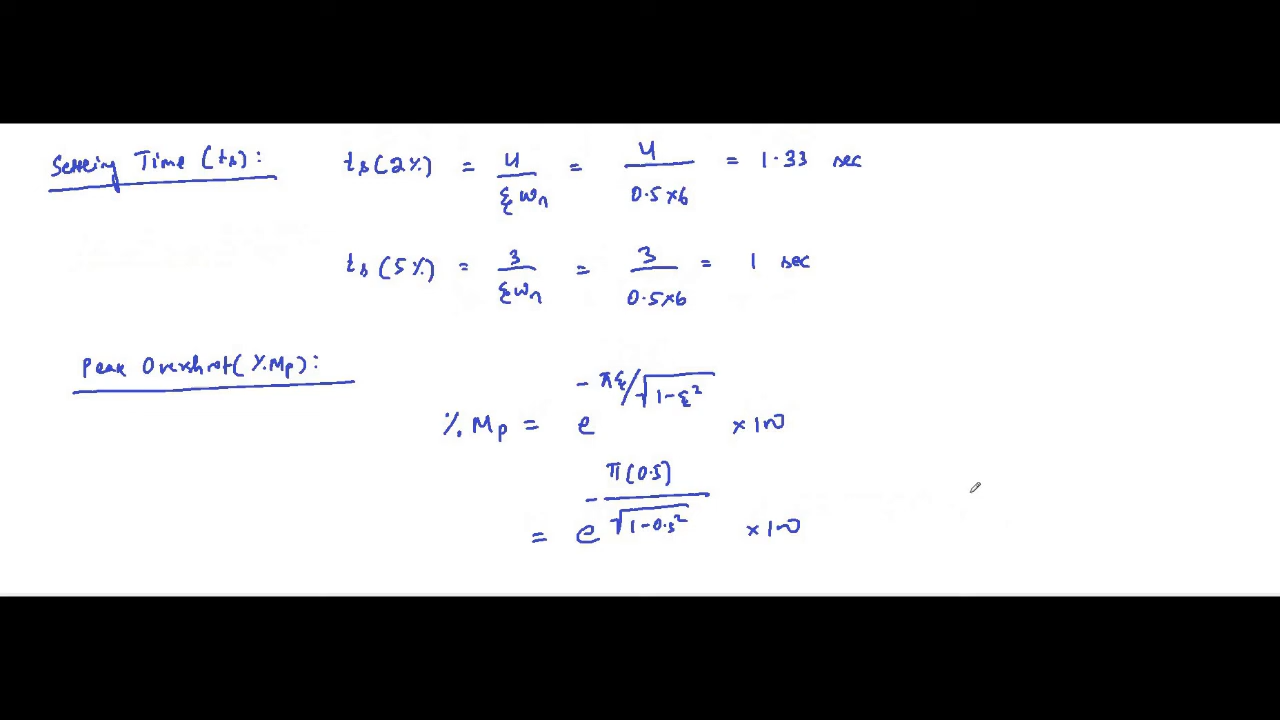 Settling Time (ts): ts(2%) = 4/ξωn = 4/0.5×6 = 1.33 sec
ts(5%) = 3/ξωn = 3/0.5×6 = 1 sec
Peak Overshoot(%Mp):
%Mp = e^-πξ/√1-ξ² ×100
= e^-π(0.5)/√1-0.5² ×100